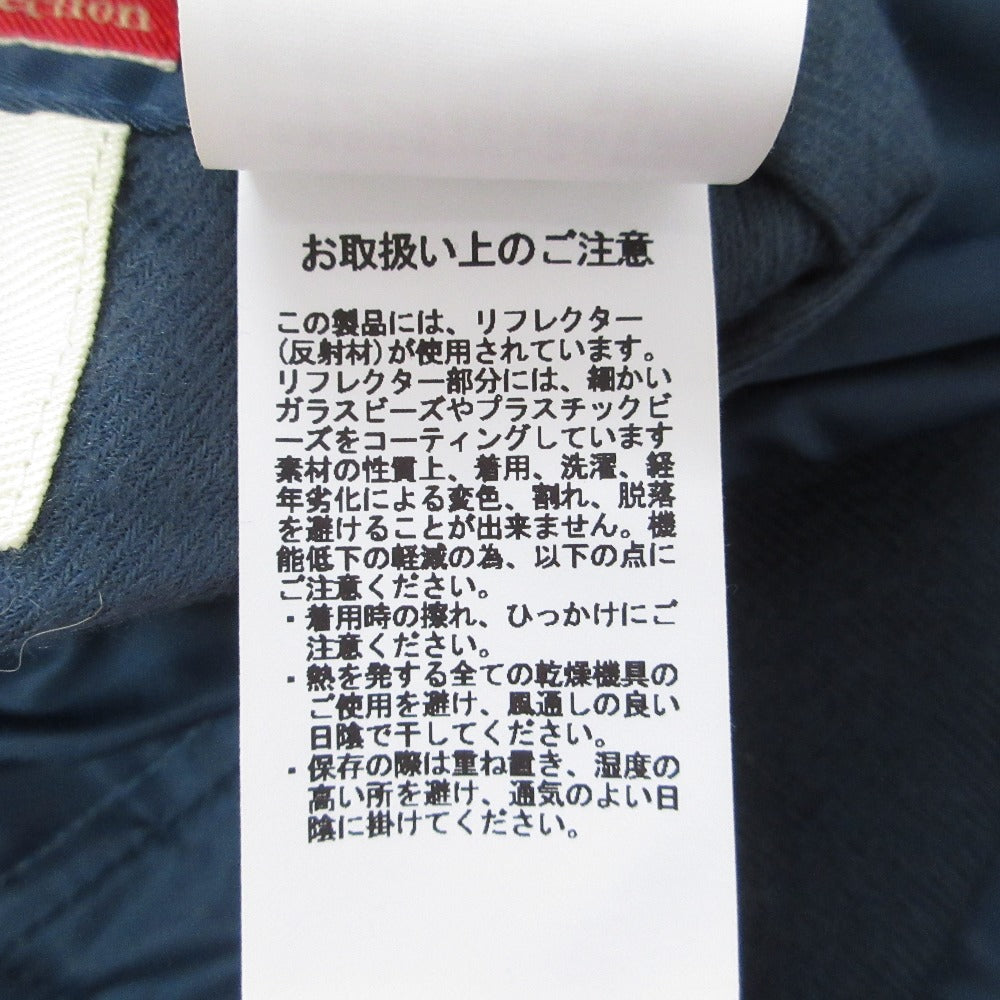 お取扱い上のご注意
この製品には、リフレクター
(反射材)が使用されています。
リフレクター部分には、細かい
ガラスビーズやプラスチックビ
ーズをコーティングしています
素材の性質上、着用、洗濯、経
年劣化による変色、割れ、脱落
を避けることが出来ません。機
能低下の軽減の為、以下の点に
ご注意ください。
・着用時の擦れ、ひっかけにご
注意ください。
・熱を発する全ての乾燥機具の
ご使用を避け、風通しの良い
日陰で干してください。
・保存の際は重ね置き、湿度の
高い所を避け、通気のよい日
陰に掛けてください。